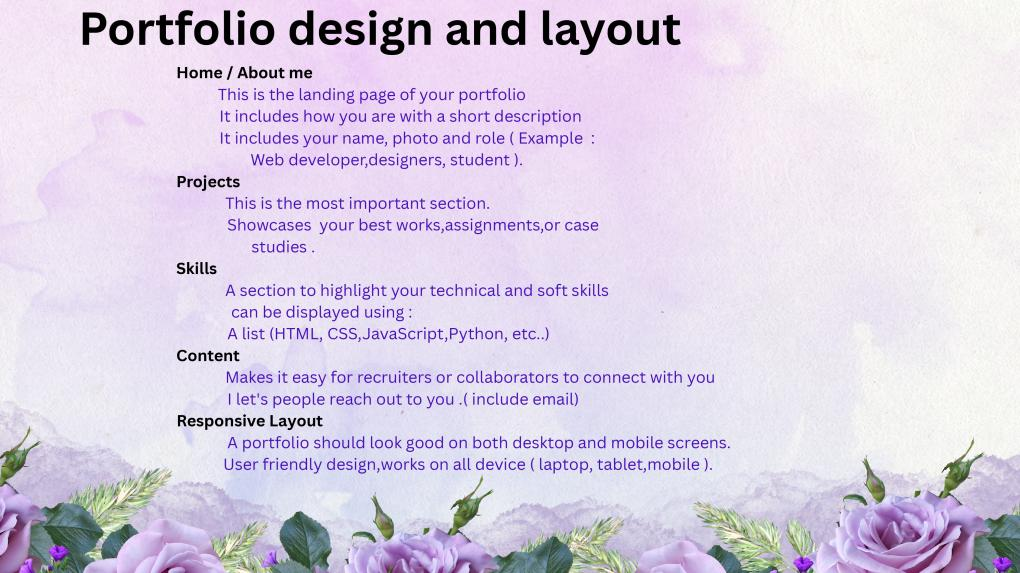 Portfolio design and layout
Home / About me
This is the landing page of your portfolio
It includes how you are with a short description
It includes your name, photo and role ( Example  :
Web developer,designers, student ).
Projects
This is the most important section.
Showcases  your best works,assignments,or case
studies .
Skills
A section to highlight your technical and soft skills
can be displayed using :
A list (HTML, CSS,JavaScript,Python, etc..)
Content
Makes it easy for recruiters or collaborators to connect with you
I let's people reach out to you .( include email)
Responsive Layout
A portfolio should look good on both desktop and mobile screens.
User friendly design,works on all device ( laptop, tablet,mobile ).